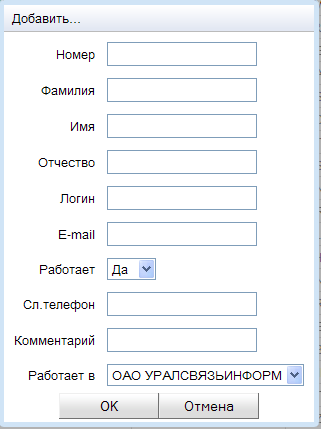 Добавить...
Номер
Фамилия
Имя
Отчество
Логин
E-mail
Работает Да
Сл.телефон
Комментарий
Работает в ОАО УРАЛСВЯЗЬИНФОРМ
OK Отмена